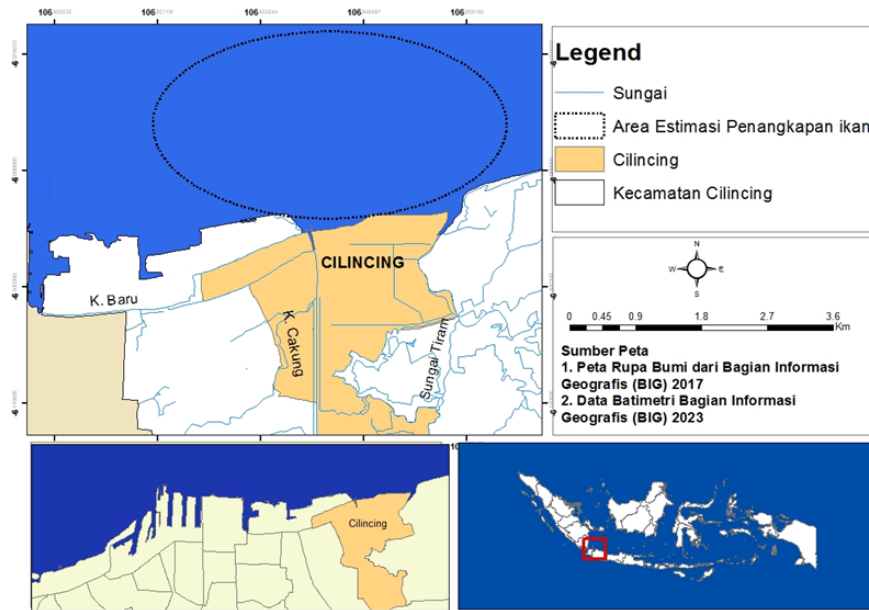 Legend
Sungai
Area Estimasi Penangkapan ikan
Cilincing
Kecamatan Cilincing
CILINCING
K. Baru
K. Cakung
Sungai Tiram
N
W
E
S
0 0.45 0.9 1.8 2.7 3.6
Km
Sumber Peta
1. Peta Rupa Bumi dari Bagian Informasi
Geografis (BIG) 2017
2. Data Batimetri Bagian Informasi
Geografis (BIG) 2023
Cilincing